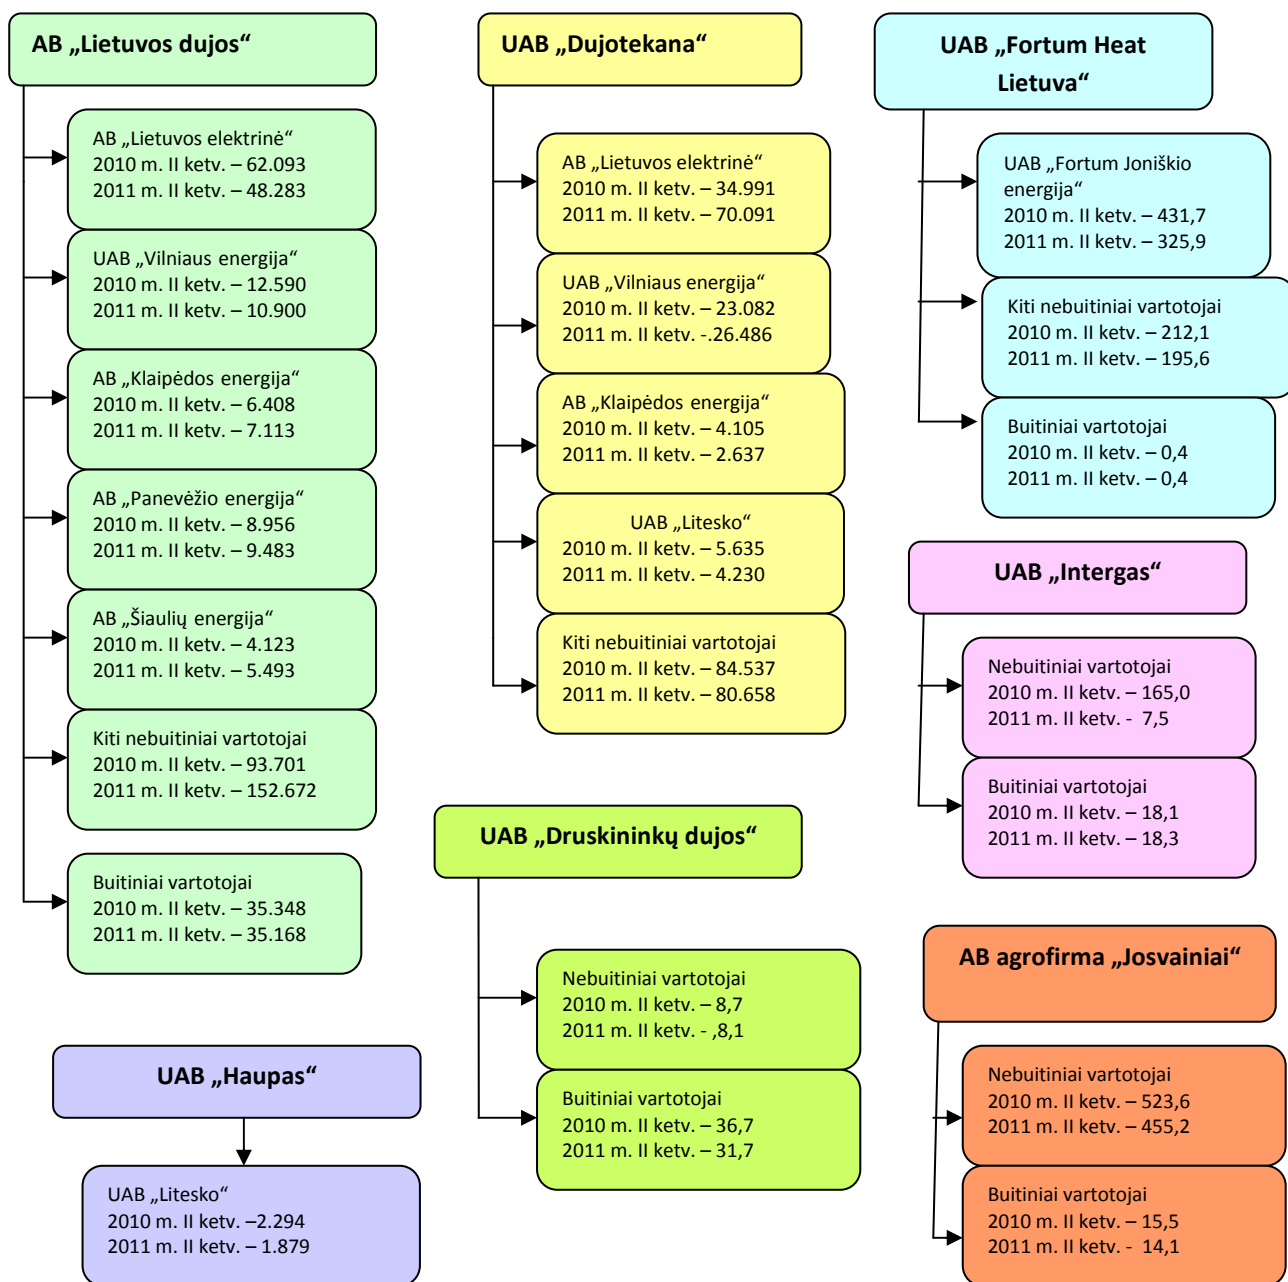 AB „Lietuvos dujos“
AB „Lietuvos elektrinė“
2010 m. II ketv. – 62.093
2011 m. II ketv. – 48.283
UAB „Vilniaus energija“
2010 m. II ketv. – 12.590
2011 m. II ketv. – 10.900
AB „Klaipėdos energija“
2010 m. II ketv. – 6.408
2011 m. II ketv. – 7.113
AB „Panevėžio energija“
2010 m. II ketv. – 8.956
2011 m. II ketv. – 9.483
AB „Šiaulių energija“
2010 m. II ketv. – 4.123
2011 m. II ketv. – 5.493
Kiti nebuitiniai vartotojai
2010 m. II ketv. – 93.701
2011 m. II ketv. – 152.672
Buitiniai vartotojai
2010 m. II ketv. – 35.348
2011 m. II ketv. – 35.168
UAB „Haupas“
UAB „Litesko“
2010 m. II ketv. –2.294
2011 m. II ketv. – 1.879
UAB „Dujotekana“
AB „Lietuvos elektrinė“
2010 m. II ketv. – 34.991
2011 m. II ketv. – 70.091
UAB „Vilniaus energija“
2010 m. II ketv. – 23.082
2011 m. II ketv. -.26.486
AB „Klaipėdos energija“
2010 m. II ketv. – 4.105
2011 m. II ketv. – 2.637
UAB „Litesko“
2010 m. II ketv. – 5.635
2011 m. II ketv. – 4.230
Kiti nebuitiniai vartotojai
2010 m. II ketv. – 84.537
2011 m. II ketv. – 80.658
UAB „Druskininkų dujos“
Nebuitiniai vartotojai
2010 m. II ketv. – 8,7
2011 m. II ketv. - ,8,1
Buitiniai vartotojai
2010 m. II ketv. – 36,7
2011 m. II ketv. – 31,7
UAB „Fortum Heat
Lietuva“
UAB „Fortum Joniškio
energija“
2010 m. II ketv. – 431,7
2011 m. II ketv. – 325,9
Kiti nebuitiniai vartotojai
2010 m. II ketv. – 212,1
2011 m. II ketv. – 195,6
Buitiniai vartotojai
2010 m. II ketv. – 0,4
2011 m. II ketv. – 0,4
UAB „Intergas“
Nebuitiniai vartotojai
2010 m. II ketv. – 165,0
2011 m. II ketv. -  7,5
Buitiniai vartotojai
2010 m. II ketv. – 18,1
2011 m. II ketv. – 18,3
AB agrofirma „Josvainiai“
Nebuitiniai vartotojai
2010 m. II ketv. – 523,6
2011 m. II ketv. – 455,2
Buitiniai vartotojai
2010 m. II ketv. – 15,5
2011 m. II ketv. -  14,1